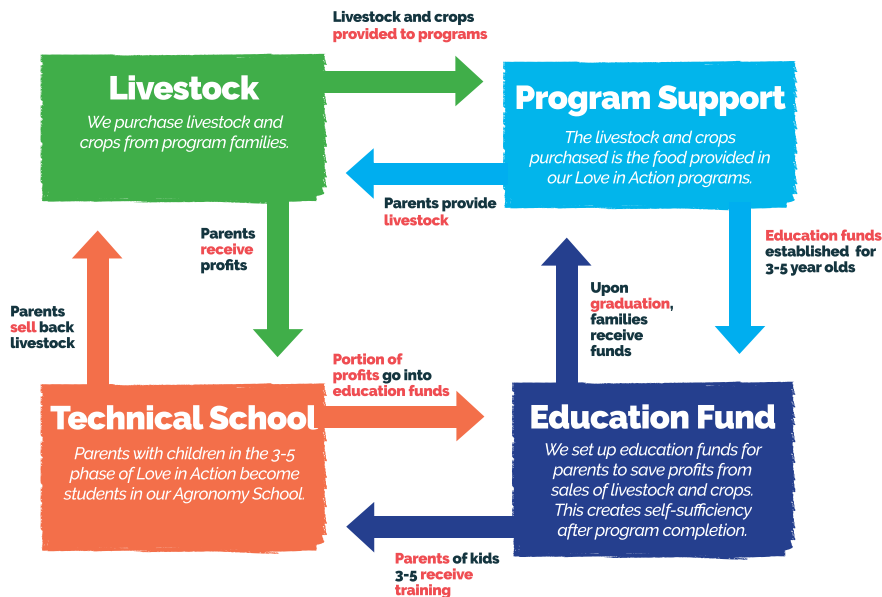 Livestock and crops
provided to programs
Livestock
We purchase livestock and
crops from program families.
Program Support
The livestock and crops
purchased is the food provided in
our Love in Action programs.
Parents provide
livestock
Parents
receive
profits
Education funds
established for
3-5 year olds
Upon
graduation,
families
receive
funds
Parents
sell back
livestock
Portion of
profits go into
education funds
Technical School
Parents with children in the 3-5
phase of Love in Action become
students in our Agronomy School.
Education Fund
We set up education funds for
parents to save profits from
sales of livestock and crops.
This creates self-sufficiency
after program completion.
Parents of kids
3-5 receive
training